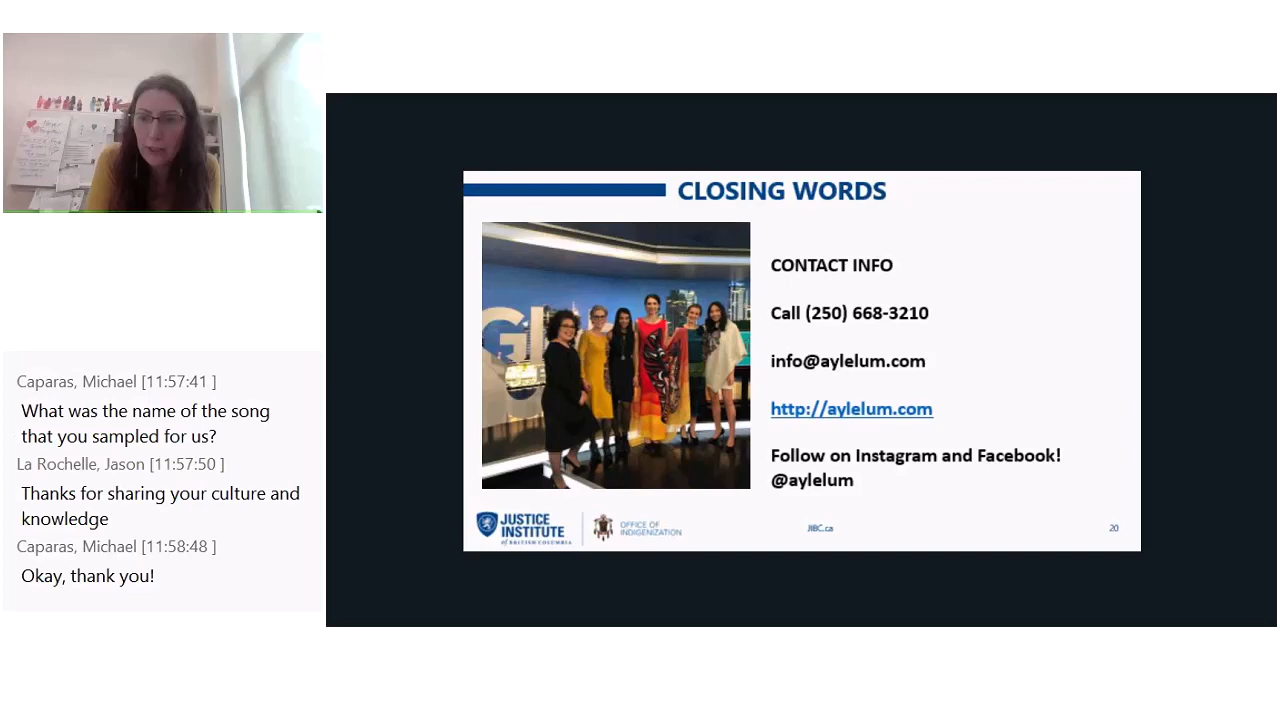 CLOSING WORDS
CONTACT INFO
Call (250) 668-3210
info@aylelum.com
http://aylelum.com
Follow on Instagram and Facebook!
@aylelum
JUSTICE
INSTITUTE
of BRITISH COLUMBIA
OFFICE OF
INDIGENIZATION
JIBC.ca
20
Caparas, Michael [11:57:41 ]
What was the name of the song
that you sampled for us?
La Rochelle, Jason [11:57:50 ]
Thanks for sharing your culture and
knowledge
Caparas, Michael [11:58:48 ]
Okay, thank you!